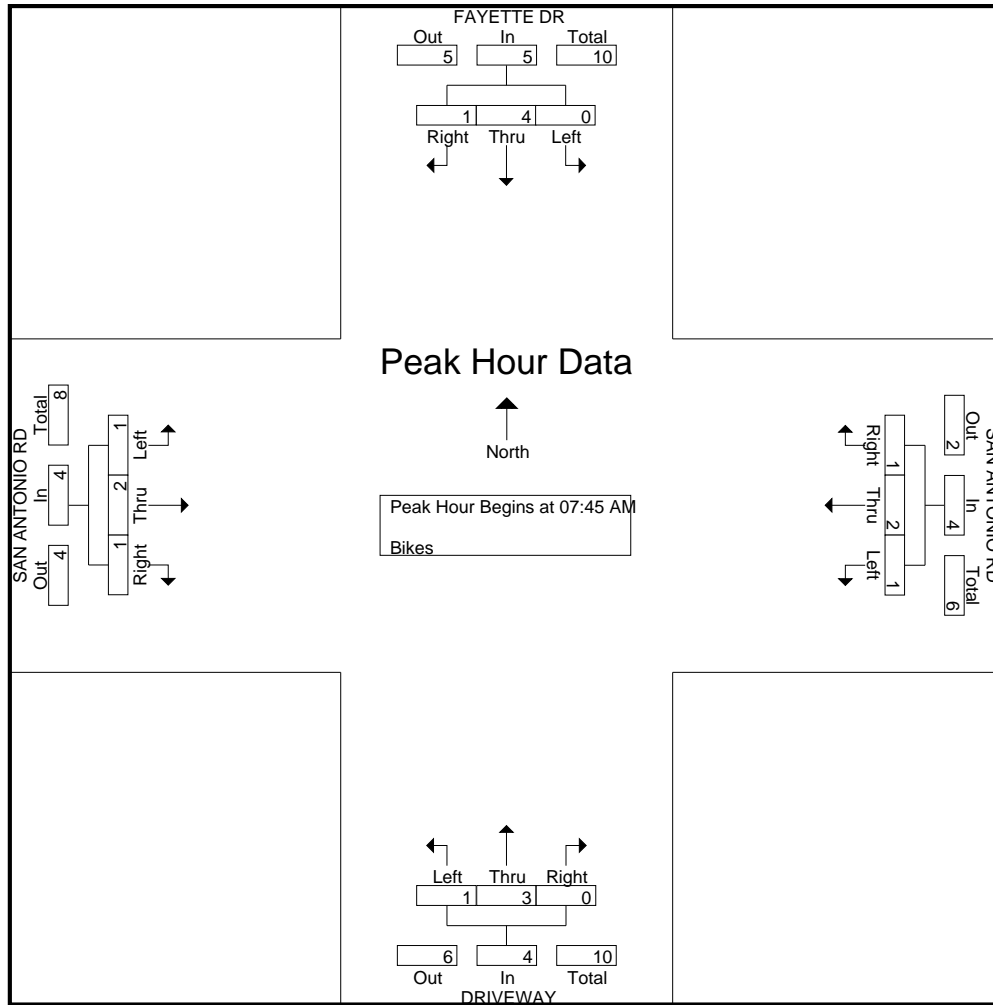 FAYETTE DR
Out In Total
5 5 10
1 4 0
Right Thru Left
Peak Hour Data
North
Peak Hour Begins at 07:45 AM
Bikes
SAN ANTONIO RD
Out In Total
4 4 8
1 2 1
Right Thru Left
SAN ANTONIO RD
Out In Total
2 4 6
1 2 1
Right Thru Left
Left Thru Right
1 3 0
6 4 10
Out In Total
DRIVEWAY